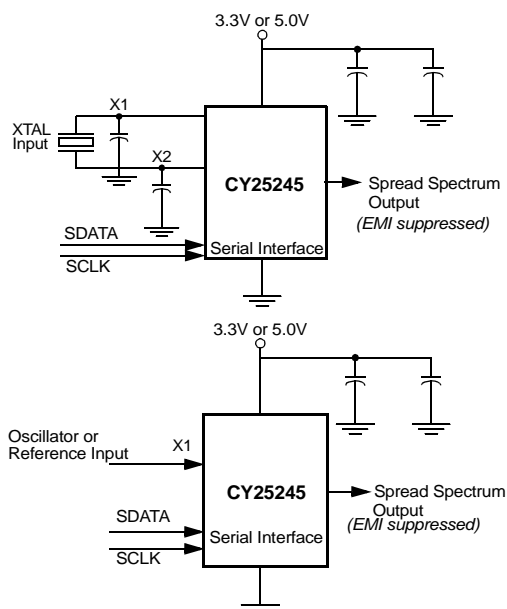 3.3V or 5.0V
X1
XTAL
Input
X2
CY25245
Spread Spectrum
Output
(EMI suppressed)
SDATA
Serial Interface
SCLK
3.3V or 5.0V
Oscillator or
Reference Input
X1
CY25245
Spread Spectrum
Output
(EMI suppressed)
SDATA
Serial Interface
SCLK